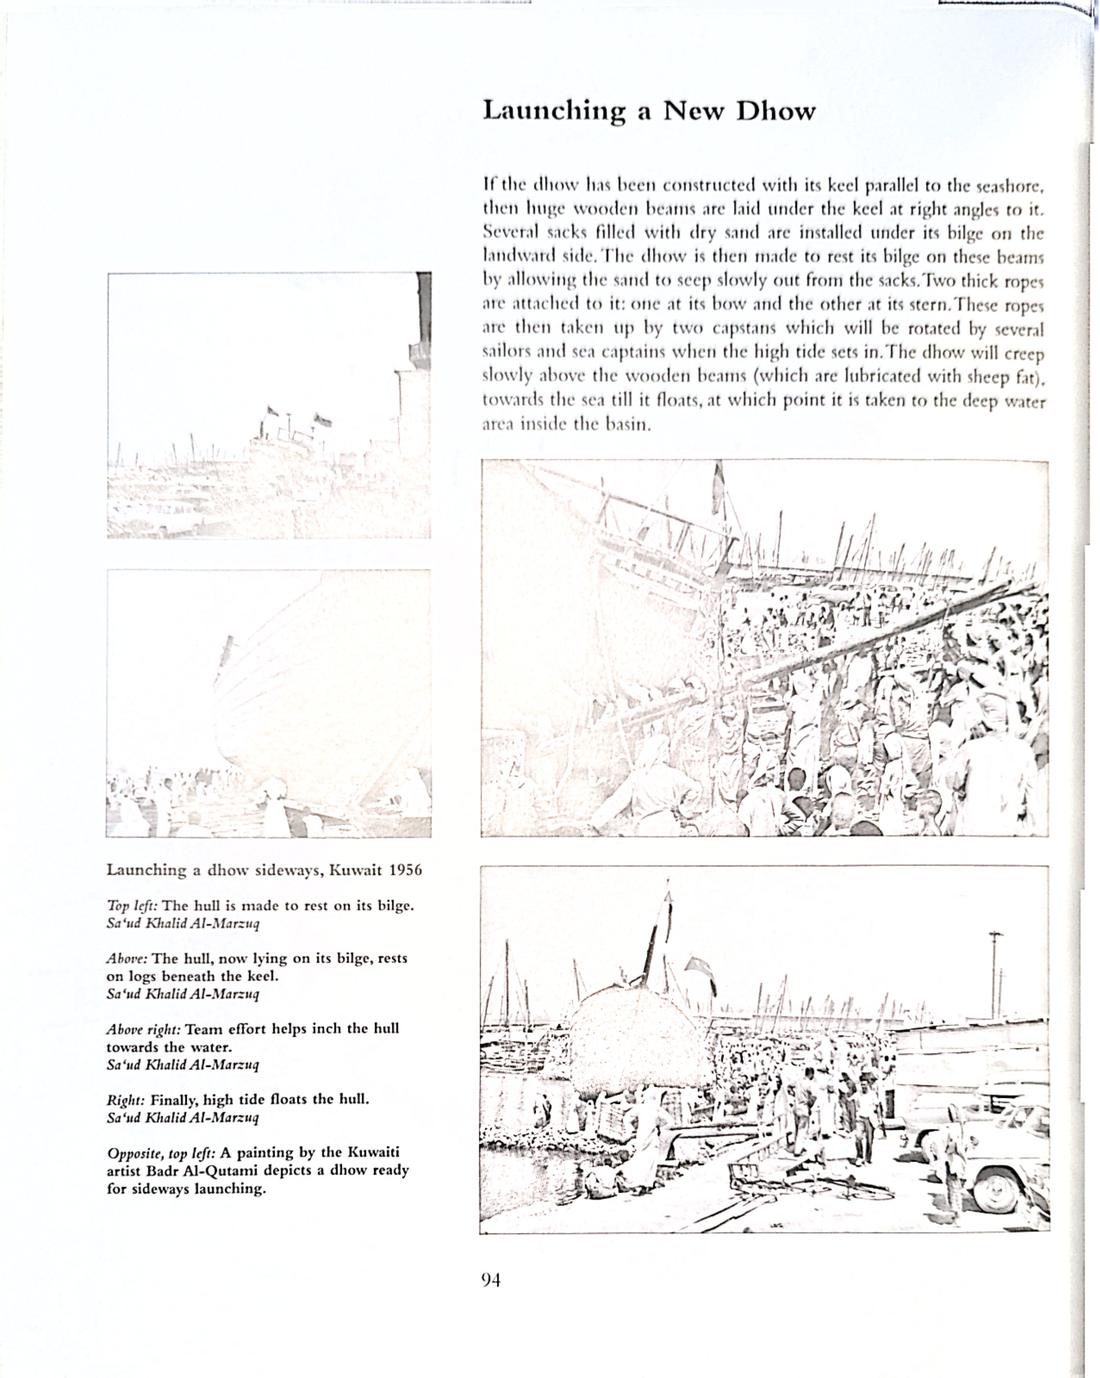 Launching a New Dhow
If the dhow has been constructed with its keel parallel to the seashore,
then huge wooden beams are laid under the keel at right angles to it.
Several sacks filled with dry sand are installed under its bilge on the
landward side. The dhow is then made to rest its bilge on these beams
by allowing the sand to seep slowly out from the sacks. Two thick ropes
are attached to it: one at its bow and the other at its stern. These ropes
are then taken up by two capstans which will be rotated by several
sailors and sea captains when the high tide sets in. The dhow will creep
slowly above the wooden beams (which are lubricated with sheep fat),
towards the sea till it floats, at which point it is taken to the deep water
area inside the basin.
Launching a dhow sideways, Kuwait 1956
Top left: The hull is made to rest on its bilge.
Sa‘ud Khalid Al-Marzuq
Above: The hull, now lying on its bilge, rests
on logs beneath the keel.
Sa‘ud Khalid Al-Marzuq
Above right: Team effort helps inch the hull
towards the water.
Sa‘ud Khalid Al-Marzuq
Right: Finally, high tide floats the hull.
Sa‘ud Khalid Al-Marzuq
Opposite, top left: A painting by the Kuwaiti
artist Badr Al-Qutami depicts a dhow ready
for sideways launching.
94